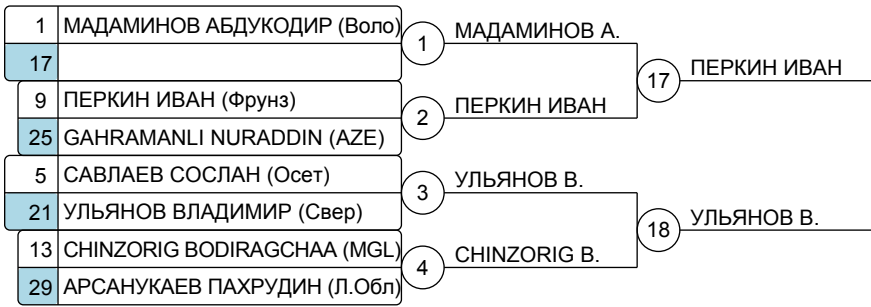 1 МАДАМИНОВ АБДУКОДИР (Воло)
17
1
МАДАМИНОВ А.
9 ПЕРКИН ИВАН (Фрунз)
25 GAHRAMANLI NURADDIN (AZE)
2
ПЕРКИН ИВАН
17
ПЕРКИН ИВАН
5 САВЛАЕВ СОСЛАН (Осет)
21 УЛЬЯНОВ ВЛАДИМИР (Свер)
3
УЛЬЯНОВ В.
13 CHINZORIG BODIRAGCHAA (MGL)
29 АРСАНУКАЕВ ПАХРУДИН (Л.Обл)
4
CHINZORIG B.
18
УЛЬЯНОВ В.